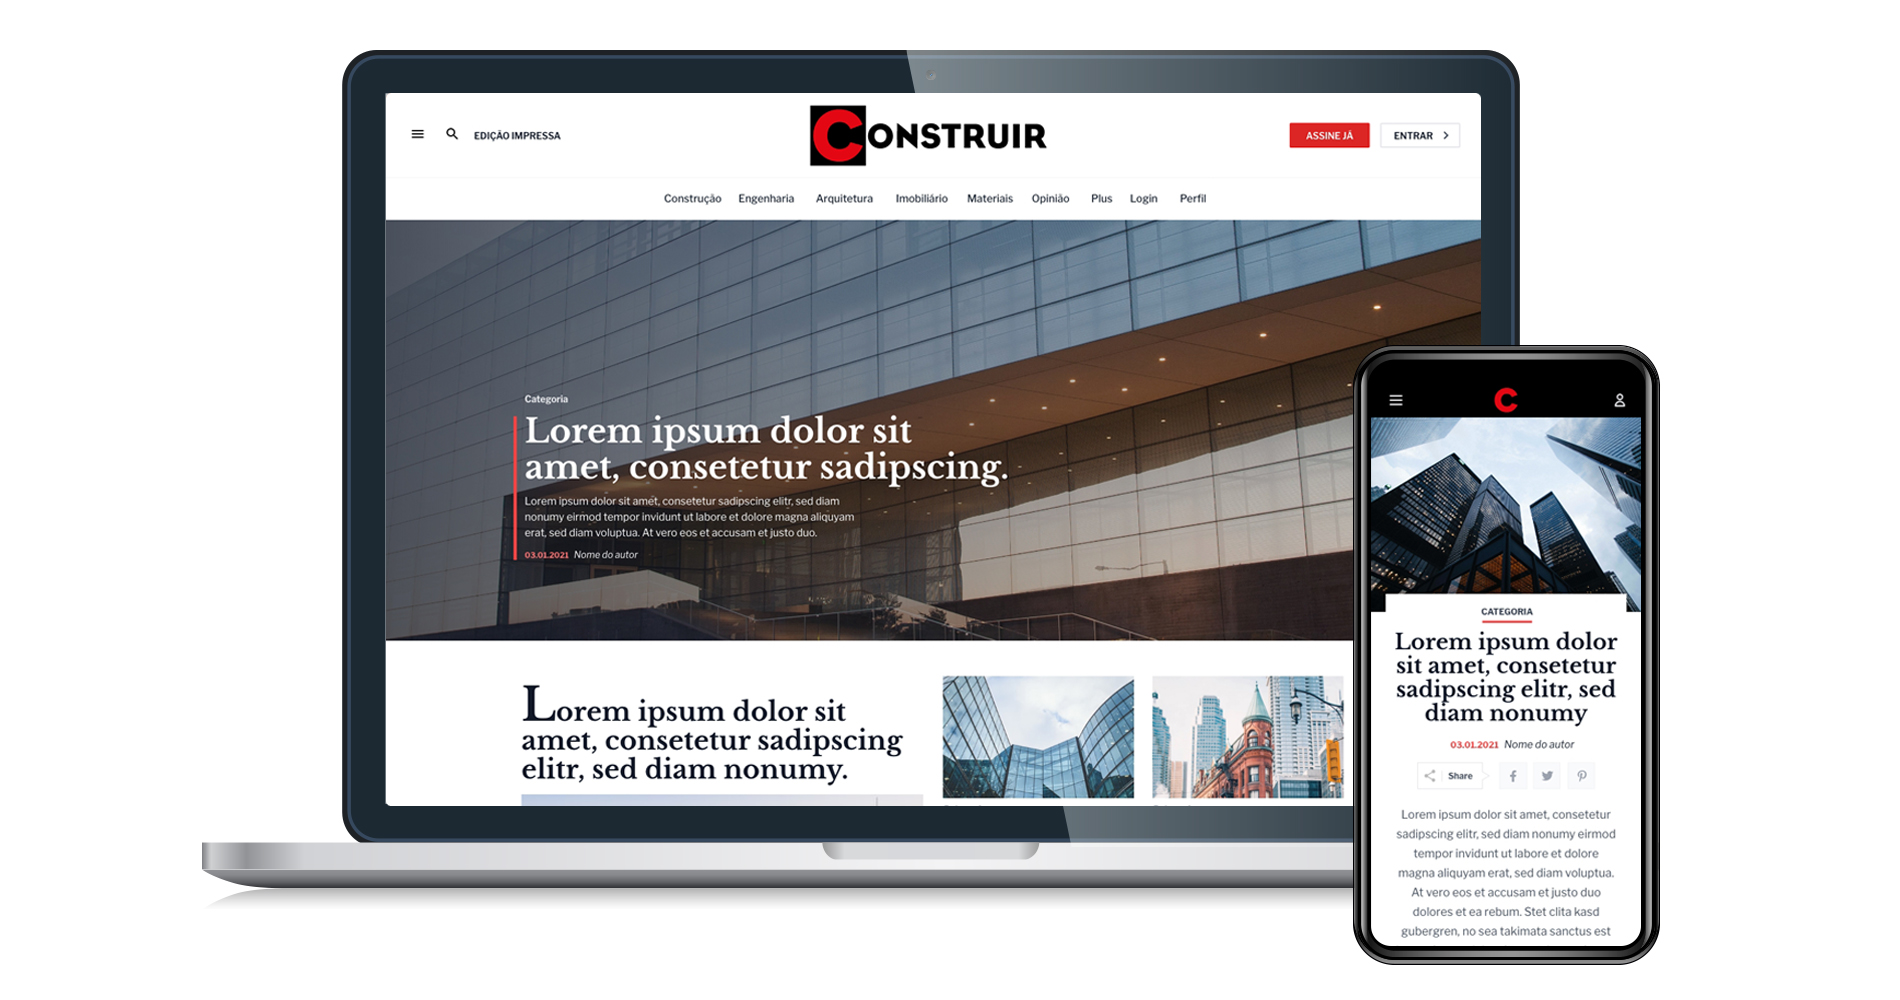 EDIÇÃO IMPRESSA
CONSTRUIR
ASSINE JÁ
ENTRAR
Construção Engenharia Arquitetura Imobiliário Materiais Opinião Plus Login Perfil
Categoria
Lorem ipsum dolor sit
amet, consetetur sadipscing.
Lorem ipsum dolor sit amet, consetetur sadipscing elitr, sed diam
nonumy eirmod tempor invidunt ut labore et dolore magna aliquyam
erat, sed diam voluptua. At vero eos et accusam et justo duo.
03.01.2021 Nome do autor
Lorem ipsum dolor sit
amet, consetetur sadipscing
elitr, sed diam nonumy.
C
CATEGORIA
Lorem ipsum dolor
sit amet, consetetur
sadipscing elitr, sed
diam nonumy
03.01.2021 Nome do autor
Share
Lorem ipsum dolor sit amet, consetetur
sadipscing elitr, sed diam nonumy eirmod
tempor invidunt ut labore et dolore
magna aliquyam erat, sed diam voluptua.
At vero eos et accusam et justo duo
dolores et ea rebum. Stet clita kasd
gubergren, no sea takimata sanctus est